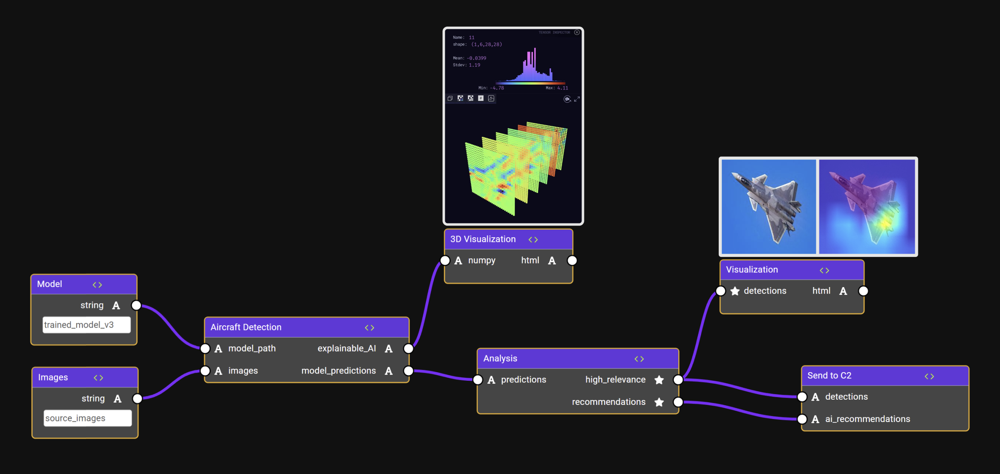 TENSOR INSPECTOR
Name: 11
shape: (1,6,28,28)
Mean: -0.0399
Stdev: 1.19
Min: -4.78 Max: 4.11
#
3D Visualization <>
A numpy html A
Visualization <>
detections html A
Model <>
string A
trained_model_v3
Images <>
string A
source_images
Aircraft Detection <>
A model_path explainable_AI A
A images model_predictions A
Analysis <>
A predictions high_relevance
recommendations
Send to C2 <>
A detections
A ai_recommendations